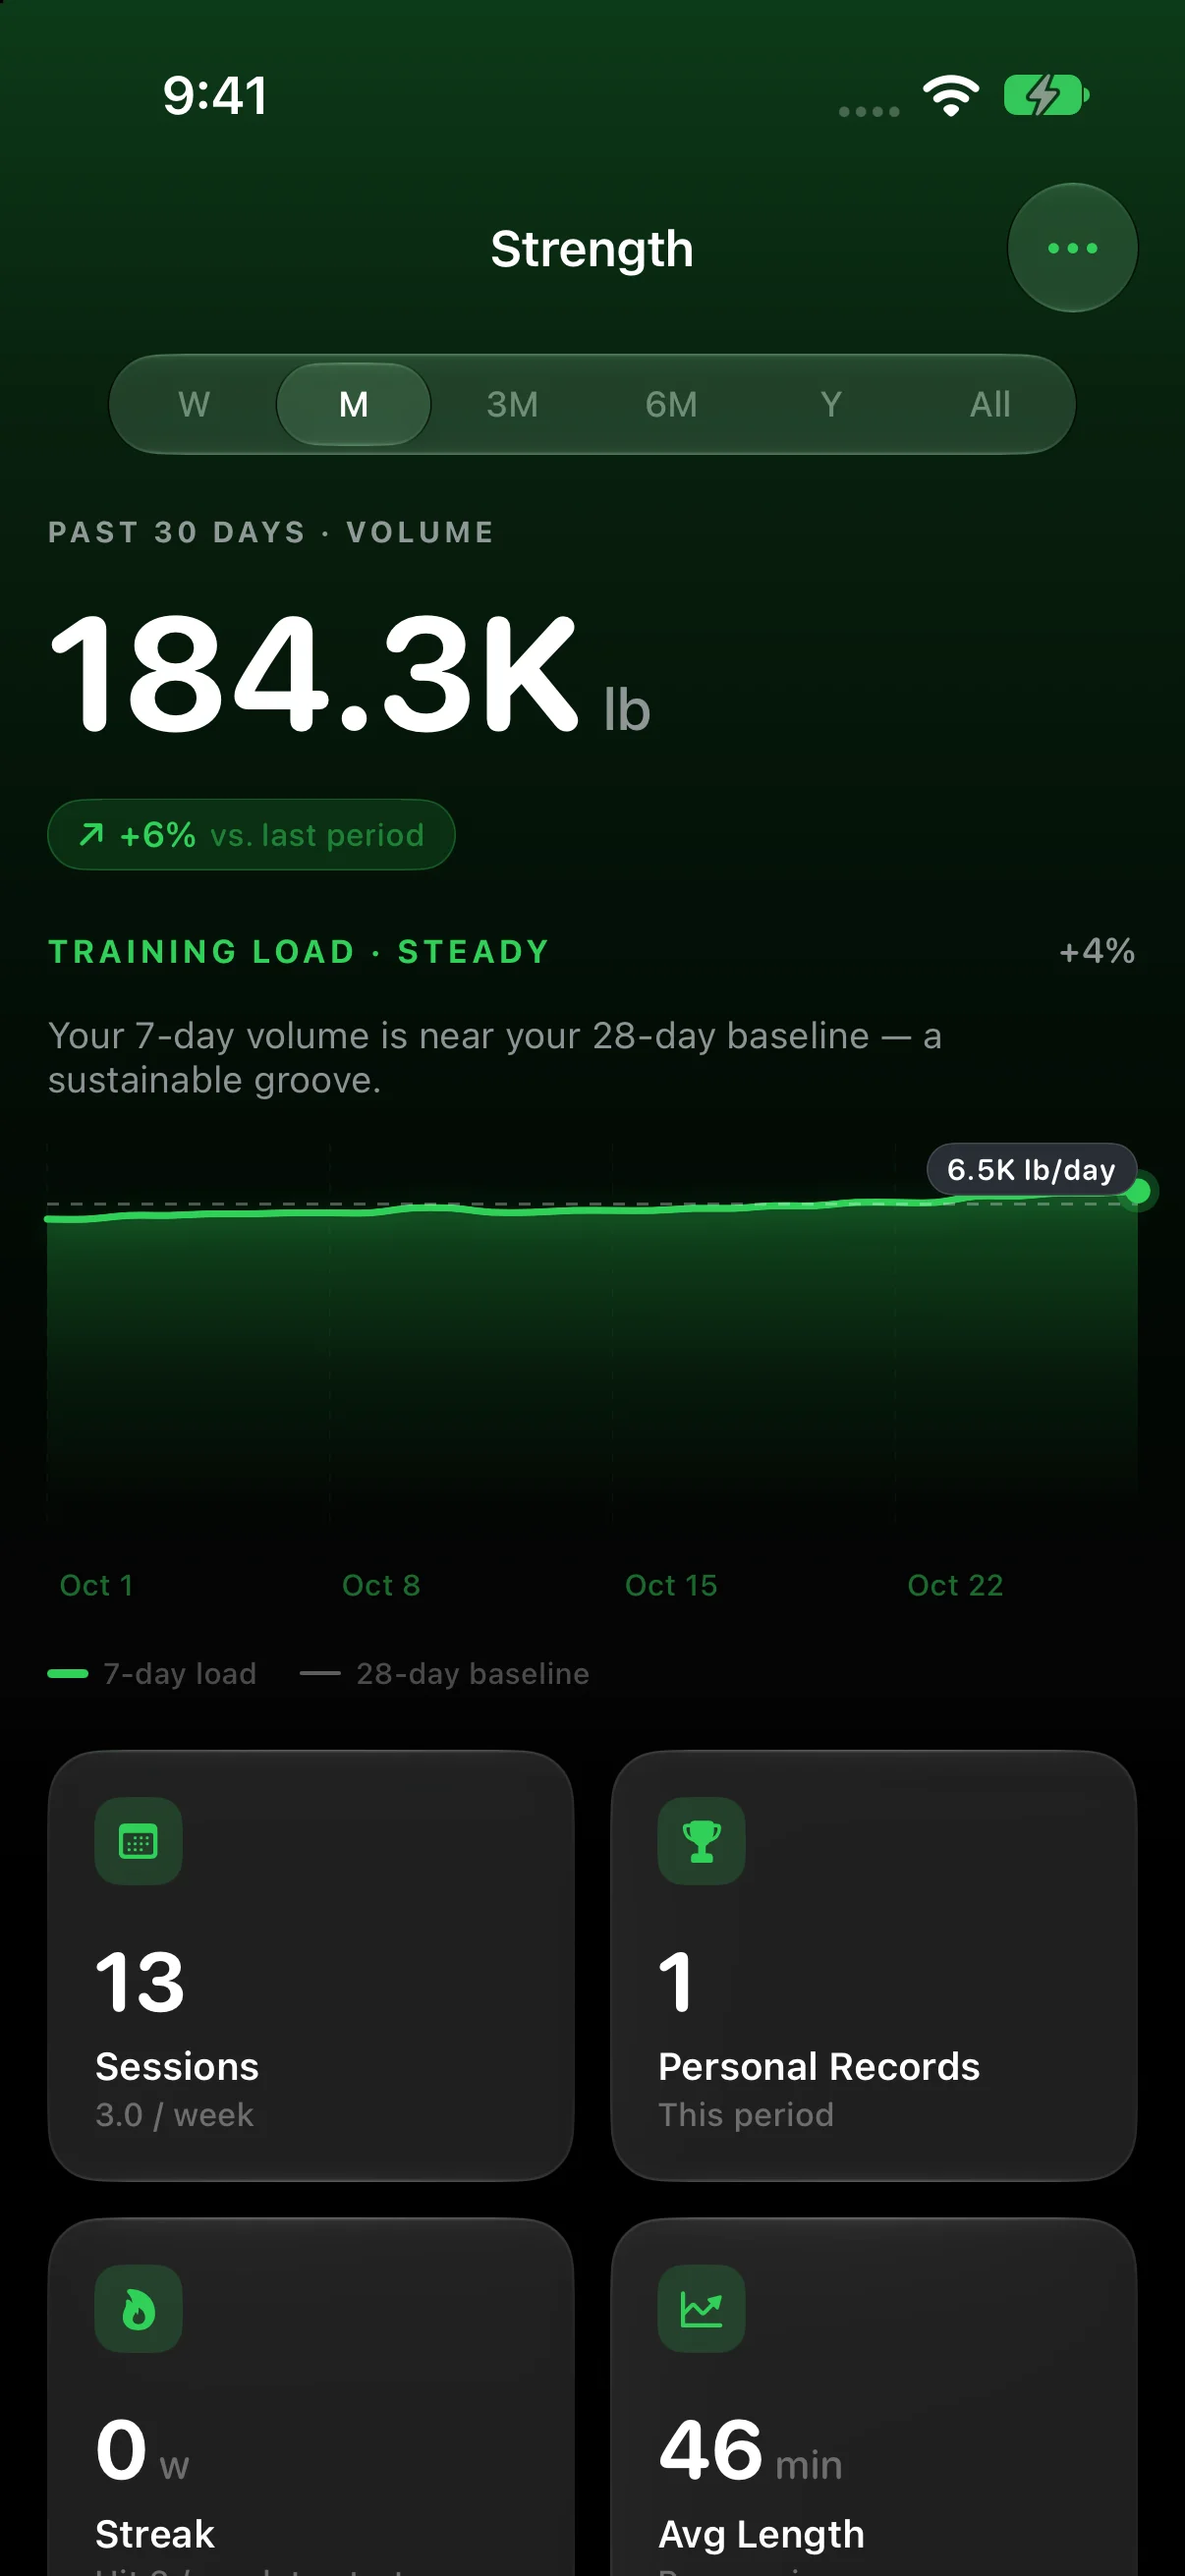 9:41
Strength
W M 3M 6M Y All
PAST 30 DAYS · VOLUME
184.3K lb
+6% vs. last period
TRAINING LOAD · STEADY +4%
Your 7-day volume is near your 28-day baseline — a
sustainable groove.
6.5K lb/day
Oct 1 Oct 8 Oct 15 Oct 22
7-day load 28-day baseline
13
Sessions
3.0 / week
1
Personal Records
This period
0 w
Streak
46 min
Avg Length